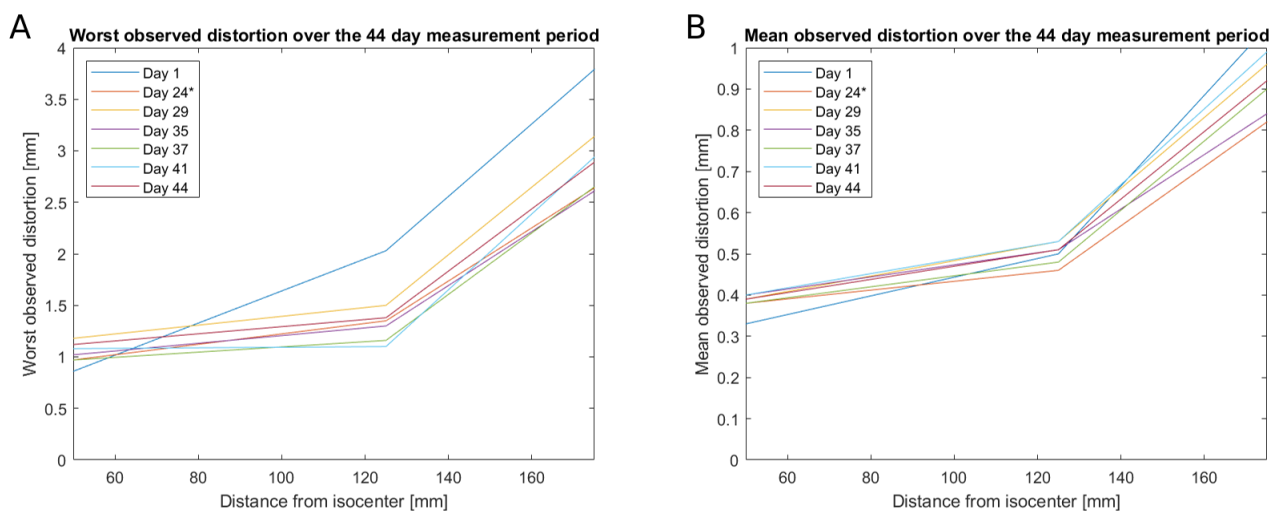 A
Worst observed distortion over the 44 day measurement period
4
3.5
3
2.5
2
1.5
1
0.5
0
Worst observed distortion [mm]
Day 1
Day 24*
Day 29
Day 35
Day 37
Day 41
Day 44
60 80 100 120 140 160
Distance from isocenter [mm]
B
Mean observed distortion over the 44 day measurement period
1
0.9
0.8
0.7
0.6
0.5
0.4
0.3
0.2
0.1
0
Mean observed distortion [mm]
Day 1
Day 24*
Day 29
Day 35
Day 37
Day 41
Day 44
60 80 100 120 140 160
Distance from isocenter [mm]